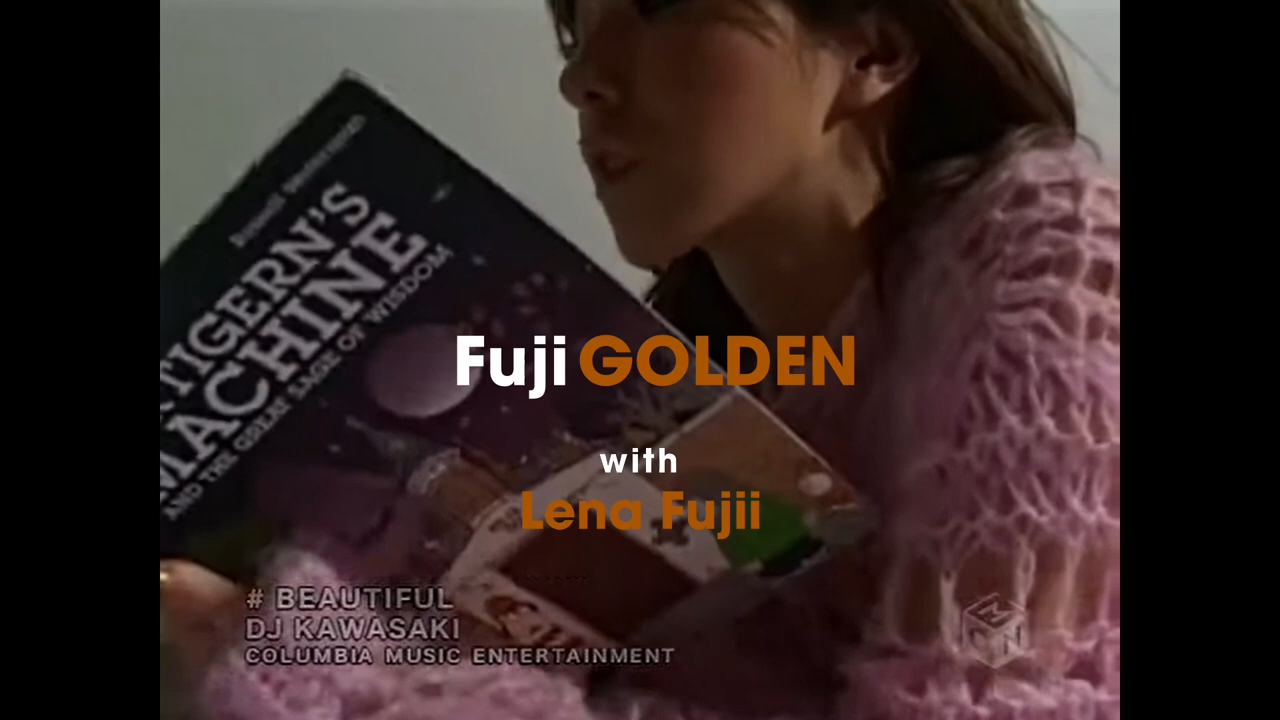 TIGERN'S
MACHINE
AND THE GREAT SAGE OF WISDOM
Fuji GOLDEN
with
Lena Fujii
# BEAUTIFUL
DJ KAWASAKI
COLUMBIA MUSIC ENTERTAINMENT